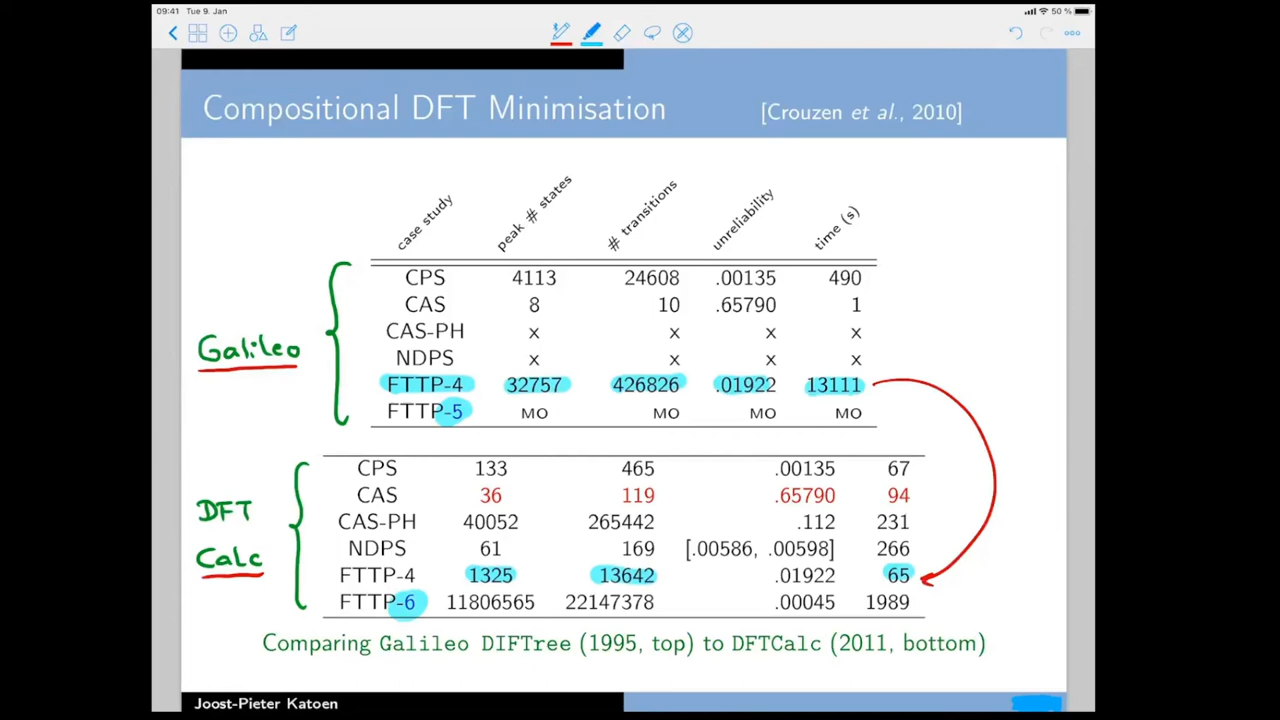 09:41 Tue 9. Jan
50 %
Compositional DFT Minimisation [Crouzen et al., 2010]
case study peak # states # transitions unreliability time (s)
CPS 4113 24608 .00135 490
CAS 8 10 .65790 1
CAS-PH x x x x
NDPS x x x x
Galileo
FTTP-4 32757 426826 .01922 13111
FTTP-5 MO MO MO MO
CPS 133 465 .00135 67
CAS 36 119 .65790 94
DFT
CAS-PH 40052 265442 .112 231
NDPS 61 169 [.00586, .00598] 266
Calc
FTTP-4 1325 13642 .01922 65
FTTP-6 11806565 22147378 .00045 1989
Comparing Galileo DIFTree (1995, top) to DFTCalc (2011, bottom)
Joost-Pieter Katoen